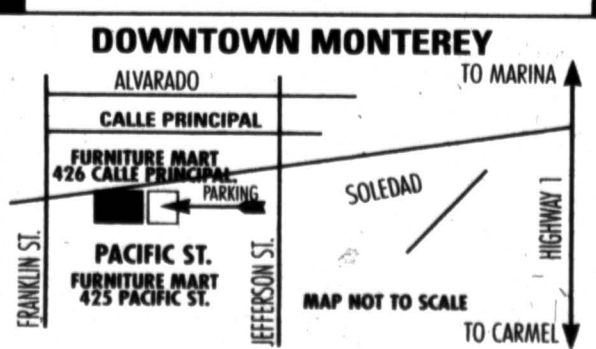 DOWNTOWN MONTEREY
ALVARADO
TO MARINA
CALLE PRINCIPAL
FURNITURE MART
426 CALLE PRINCIPAL.
PARKING
SOLEDAD
HIGHWAY 1
FRANKLIN ST.
PACIFIC ST.
JEFFERSON ST.
FURNITURE MART
425 PACIFIC ST.
MAP NOT TO SCALE
TO CARMEL